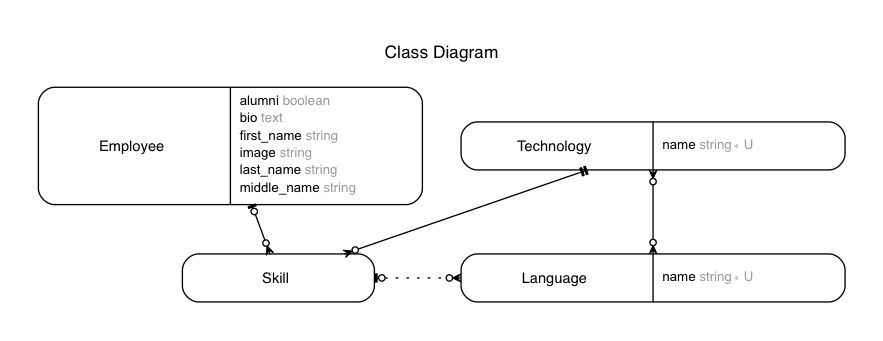 Class Diagram
Employee
alumni boolean
bio text
first_name string
image string
last_name string
middle_name string
Technology
name string * U
Skill
Language
name string * U